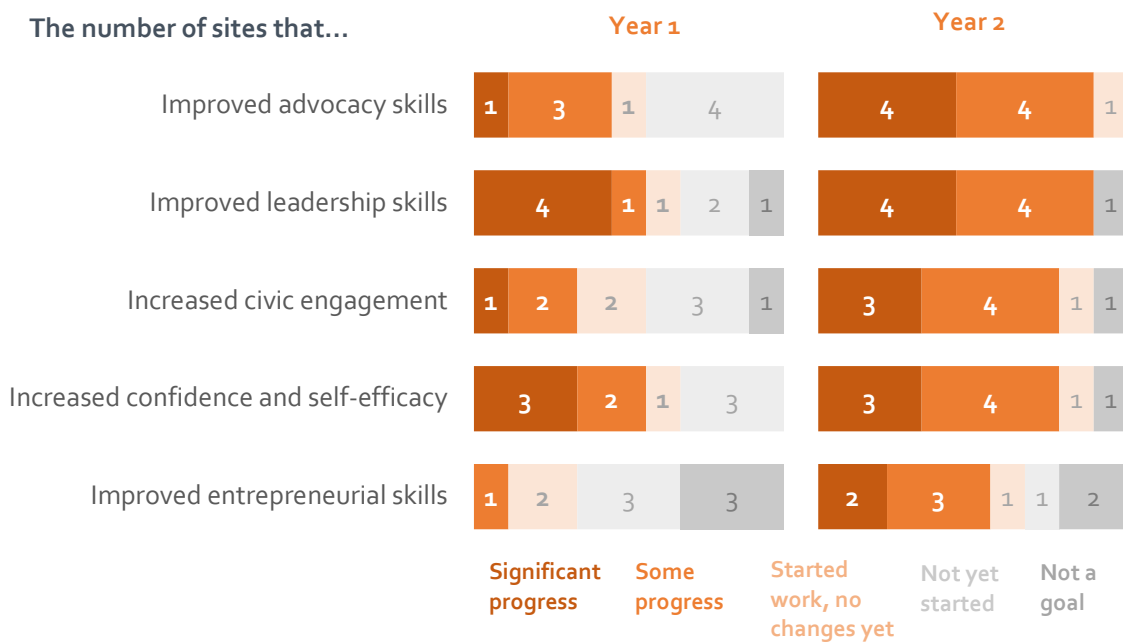 The number of sites that...
Year 1
Year 2
Improved advocacy skills
1 3 1 4
4 4 1
Improved leadership skills
4 1 1 2 1
4 4 1
Increased civic engagement
1 2 2 3 1
3 4 1 1
Increased confidence and self-efficacy
3 2 1 3
3 4 1 1
Improved entrepreneurial skills
1 2 3 3
2 3 1 1 2
Significant
progress
Some
progress
Started
work, no
changes yet
Not yet
started
Not a
goal